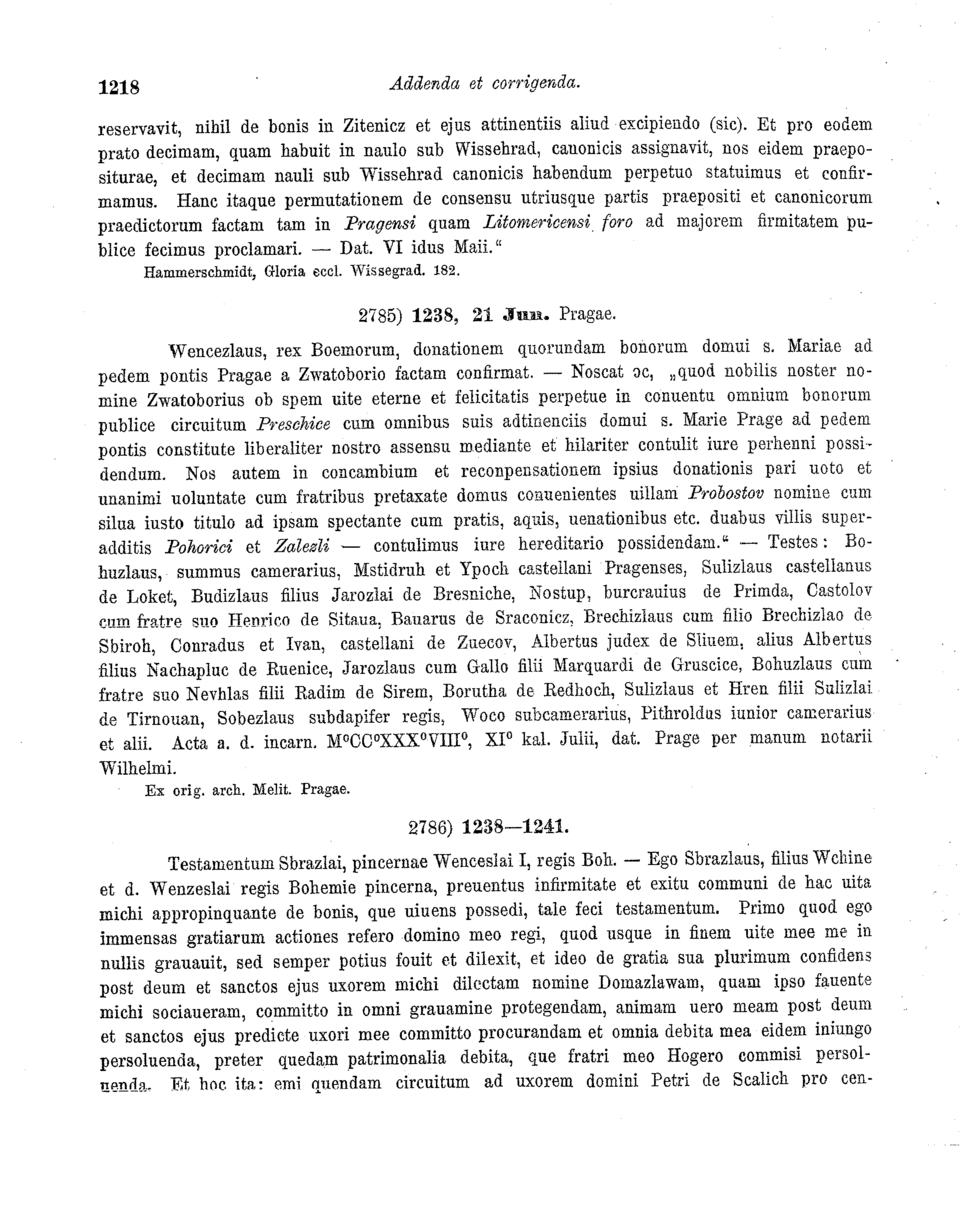 1218 Addenda et corrigenda.
reservavit, nihil de bonis in Zitenicz et ejus attinentiis aliud excipiendo (sic). Et pro eodem
prato decimam, quam habuit in naulo sub Wissehrad, canonicis assignavit, nos eidem praepo-
siturae, et decimam nauli sub Wissehrad canonicis habendum perpetuo statuimus et confir-
mamus. Hanc itaque permutationem de consensu utriusque partis praepositi et canonicorum
praedictorum factam tam in Pragensi quam Litomericensi foro ad majorem firmitatem pu-
blice fecimus proclamari. — Dat. VI idus Maii.“
Hammerschmidt, Gloria eccl. Wissegrad. 182.
2785) 1238, 21 Jun. Pragae.
Wencezlaus, rex Boemorum, donationem quorundam bonorum domui s. Mariae ad
pedem pontis Pragae a Zwatoborio factam confirmat. — Noscat oc, „quod nobilis noster no-
mine Zwatoborius ob spem uite eterne et felicitatis perpetue in conuentu omnium bonorum
publice circuitum Preschice cum omnibus suis adtinenciis domui s. Marie Prage ad pedem
pontis constitute liberaliter nostro assensu mediante et hilariter contulit iure perhenni possi-
dendum. Nos autem in concambium et reconpensationem ipsius donationis pari uoto et
unanimi uoluntate cum fratribus pretaxate domus conuenientes uillam Probostov nomine cum
silua iusto titulo ad ipsam spectante cum pratis, aquis, uenationibus etc. duabus villis super-
additis Pohorici et Zalezli — contulimus iure hereditario possidendam.“ — Testes: Bo-
huzlaus, summus camerarius, Mstidruh et Ypoch castellani Pragenses, Sulizlaus castellanus
de Loket, Budizlaus filius Jarozlai de Bresniche, Nostup, burcrauius de Primda, Castolov
cum fratre suo Henrico de Sitaua, Bauarus de Sraconicz, Brechizlaus cum filio Brechizlao de
Sbiroh, Conradus et Ivan, castellani de Zuecov, Albertus judex de Sliuem, alius Albertus
filius Nachapluc de Ruenice, Jarozlaus cum Gallo filii Marquardi de Gruscice, Bohuzlaus cum
fratre suo Nevhlas filii Radim de Sirem, Borutha de Redhoch, Sulizlaus et Hren filii Sulizlai
de Tirnouan, Sobezlaus subdapifer regis, Woco subcamerarius, Pithroldus iunior camerarius
et alii. Acta a. d. incarn. M⁰CC⁰XXX⁰VIII⁰, XI⁰ kal. Julii, dat. Prage per manum notarii
Wilhelmi.
Ex orig. arch. Melit. Pragae.
2786) 1238—1241.
Testamentum Sbrazlai, pincernae Wenceslai I, regis Boh. — Ego Sbrazlaus, filius Wchine
et d. Wenzeslai regis Bohemie pincerna, preuentus infirmitate et exitu communi de hac uita
michi appropinquante de bonis, que uiuens possedi, tale feci testamentum. Primo quod ego
immensas gratiarum actiones refero domino meo regi, quod usque in finem uite mee me in
nullis grauauit, sed semper potius fouit et dilexit, et ideo de gratia sua plurimum confidens
post deum et sanctos ejus uxorem michi dilectam nomine Domazlawam, quam ipso fauente
michi sociaueram, committo in omni grauamine protegendam, animam uero meam post deum
et sanctos ejus predicte uxori mee committo procurandam et omnia debita mea eidem iniungo
persoluenda, preter quedam patrimonalia debita, que fratri meo Hogero commisi persol-
uenda. Et hoc ita: emi quendam circuitum ad uxorem domini Petri de Scalich pro cen-